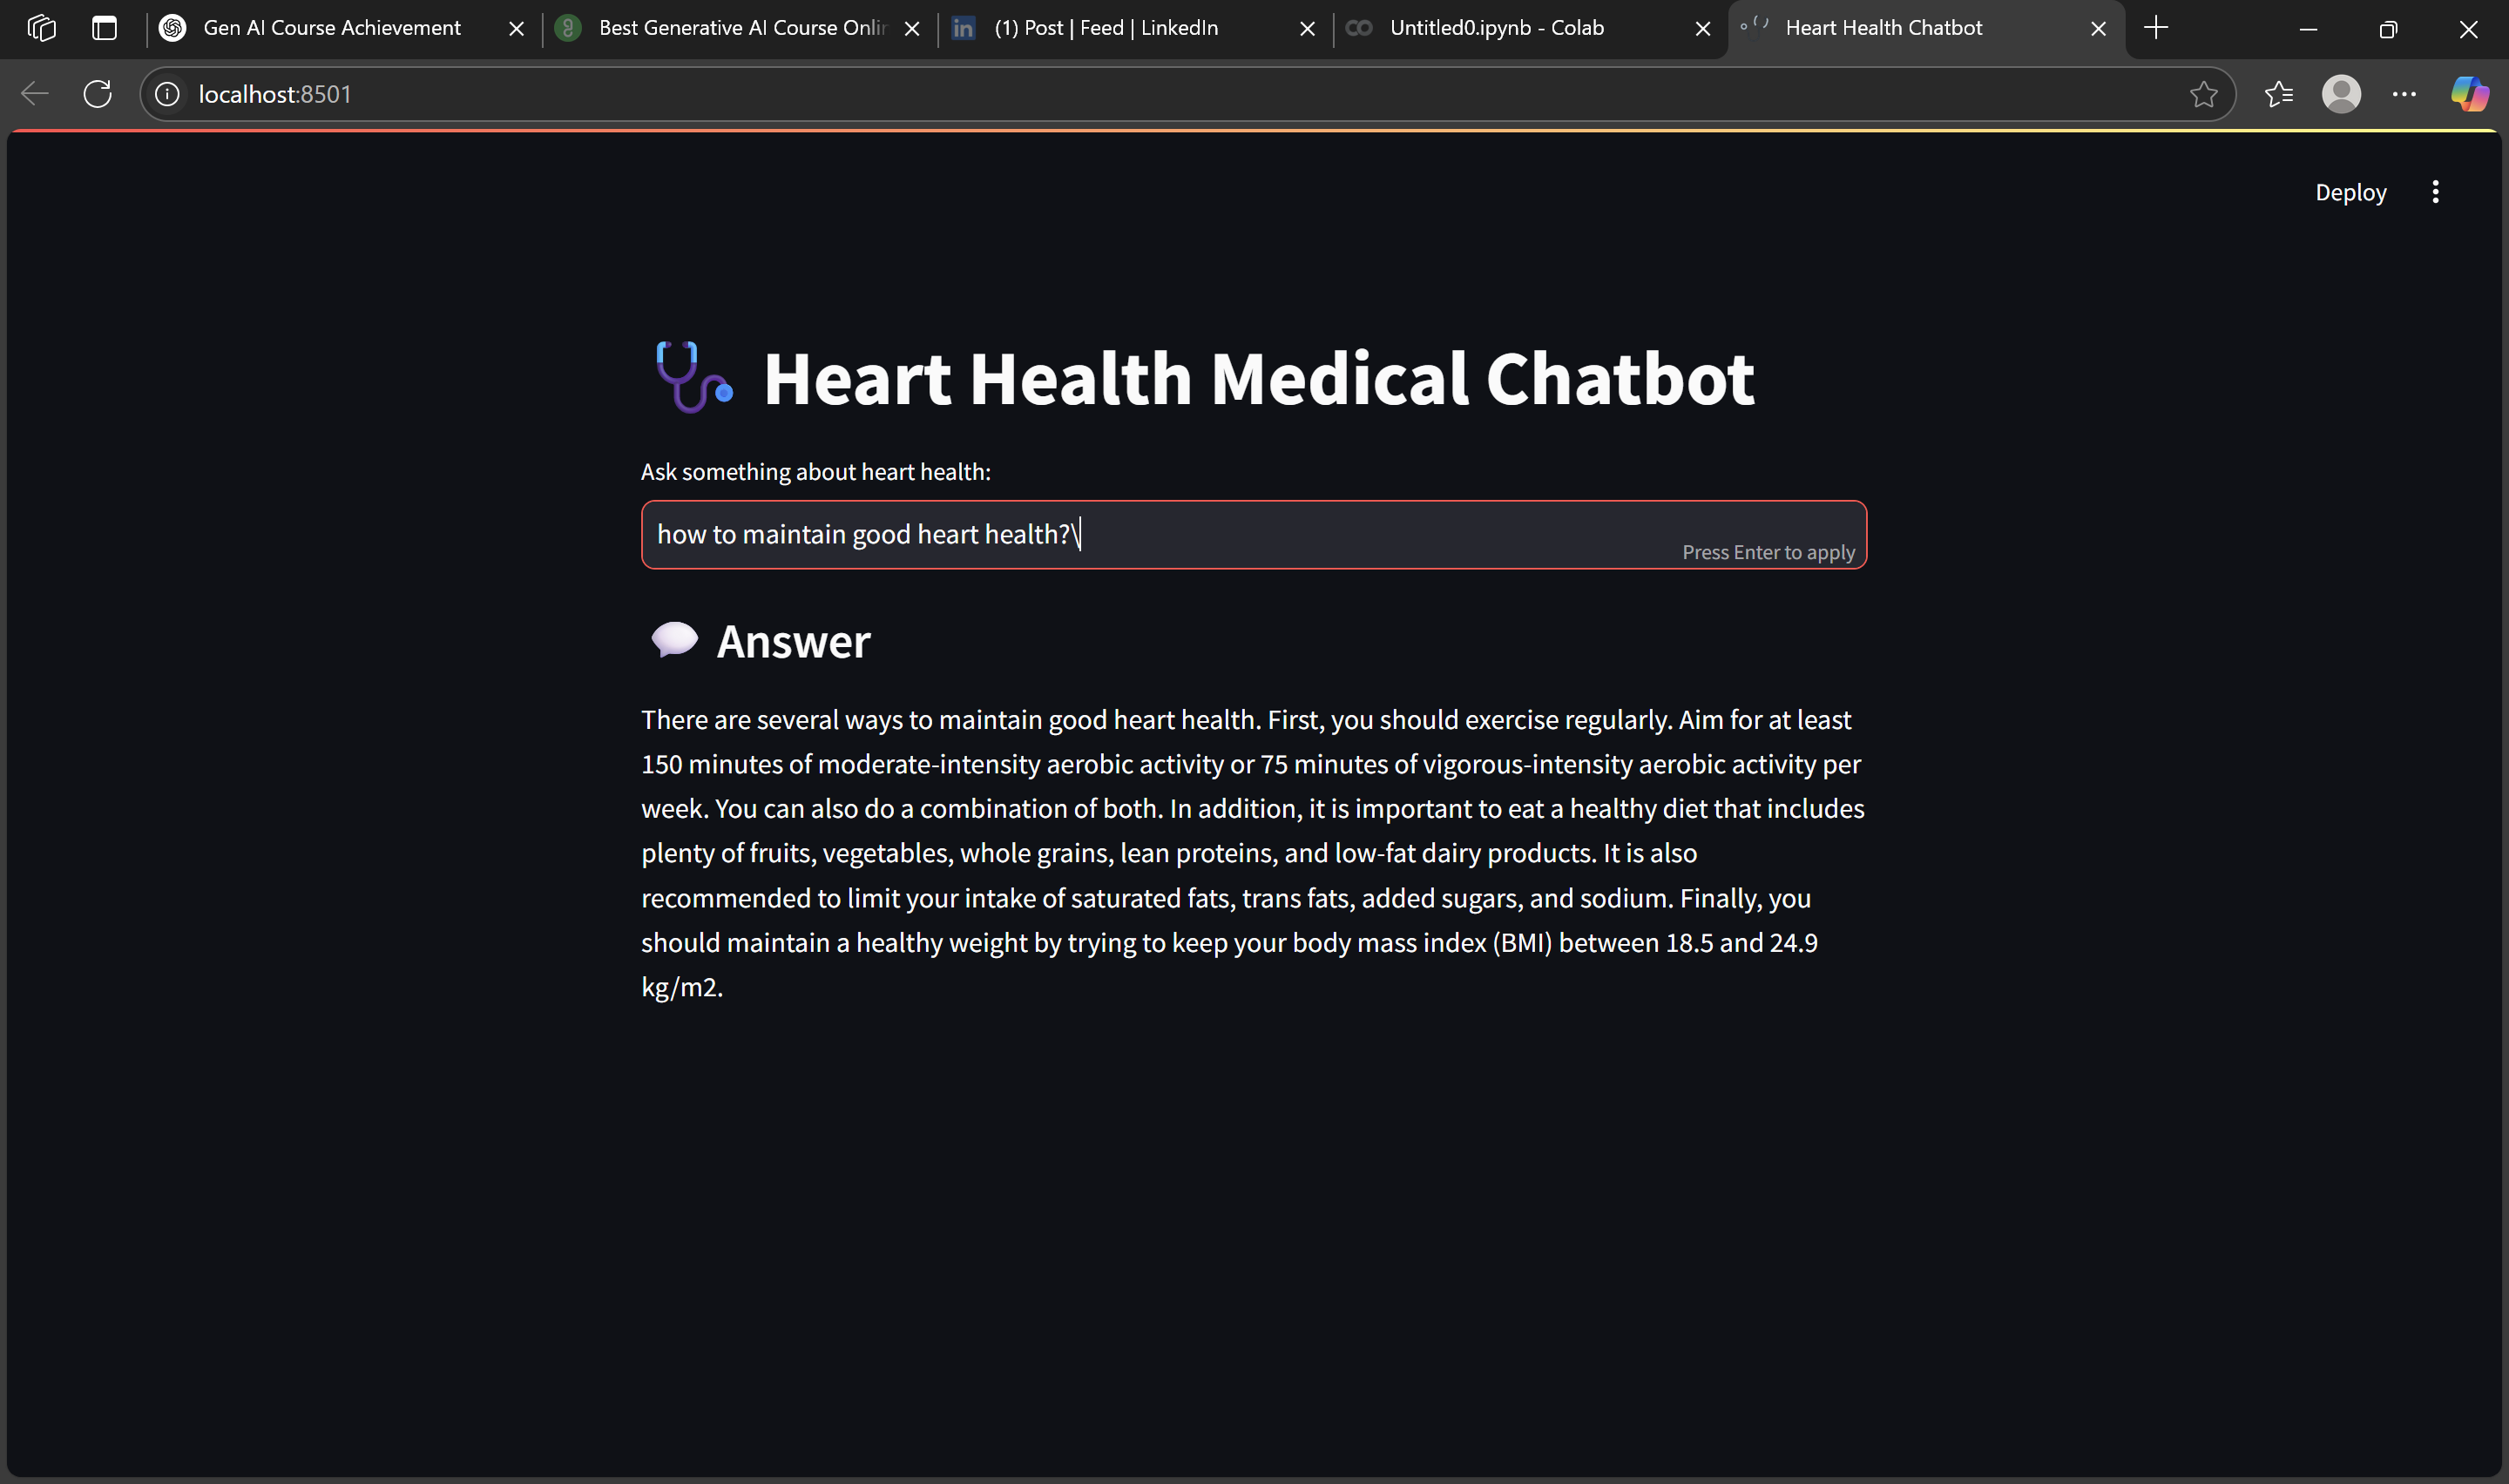 Gen AI Course Achievement
Best Generative AI Course Onlin
(1) Post | Feed | LinkedIn
Untitled0.ipynb - Colab
Heart Health Chatbot
localhost:8501
Deploy
Heart Health Medical Chatbot
Ask something about heart health:
how to maintain good heart health?\
Press Enter to apply
Answer
There are several ways to maintain good heart health. First, you should exercise regularly. Aim for at least
150 minutes of moderate-intensity aerobic activity or 75 minutes of vigorous-intensity aerobic activity per
week. You can also do a combination of both. In addition, it is important to eat a healthy diet that includes
plenty of fruits, vegetables, whole grains, lean proteins, and low-fat dairy products. It is also
recommended to limit your intake of saturated fats, trans fats, added sugars, and sodium. Finally, you
should maintain a healthy weight by trying to keep your body mass index (BMI) between 18.5 and 24.9
kg/m2.